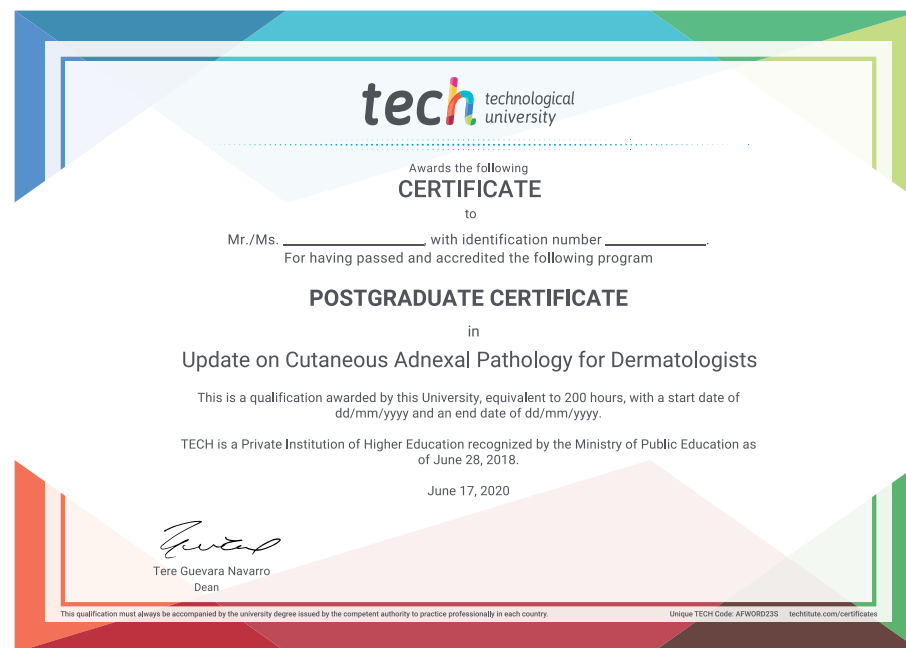 tech technological
university
Awards the following
CERTIFICATE
to
Mr./Ms. ____________________, with identification number ______________.
For having passed and accredited the following program
POSTGRADUATE CERTIFICATE
in
Update on Cutaneous Adnexal Pathology for Dermatologists
This is a qualification awarded by this University, equivalent to 200 hours, with a start date of
dd/mm/yyyy and an end date of dd/mm/yyyy.
TECH is a Private Institution of Higher Education recognized by the Ministry of Public Education as
of June 28, 2018.
June 17, 2020
Tere Guevara Navarro
Dean
This qualification must always be accompanied by the university degree issued by the competent authority to practice professionally in each country. Unique TECH Code: AFWORD23S techtitute.com/certificates